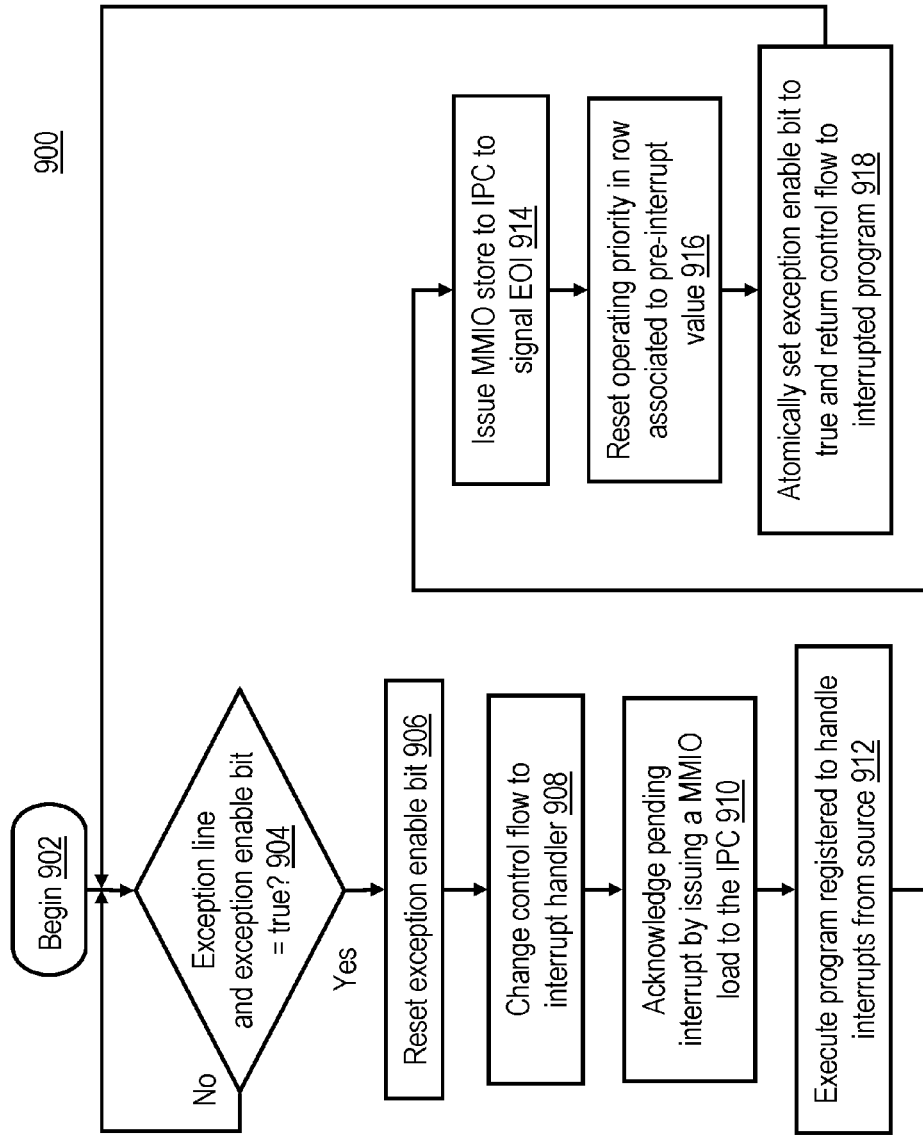 900
Begin 902
Exception line
and exception enable bit
= true? 904
No
Yes
Reset exception enable bit 906
Change control flow to
interrupt handler 908
Acknowledge pending
interrupt by issuing a MMIO
load to the IPC 910
Execute program registered to handle
interrupts from source 912
Issue MMIO store to IPC to
signal EOI 914
Reset operating priority in row
associated to pre-interrupt
value 916
Atomically set exception enable bit to
true and return control flow to
interrupted program 918